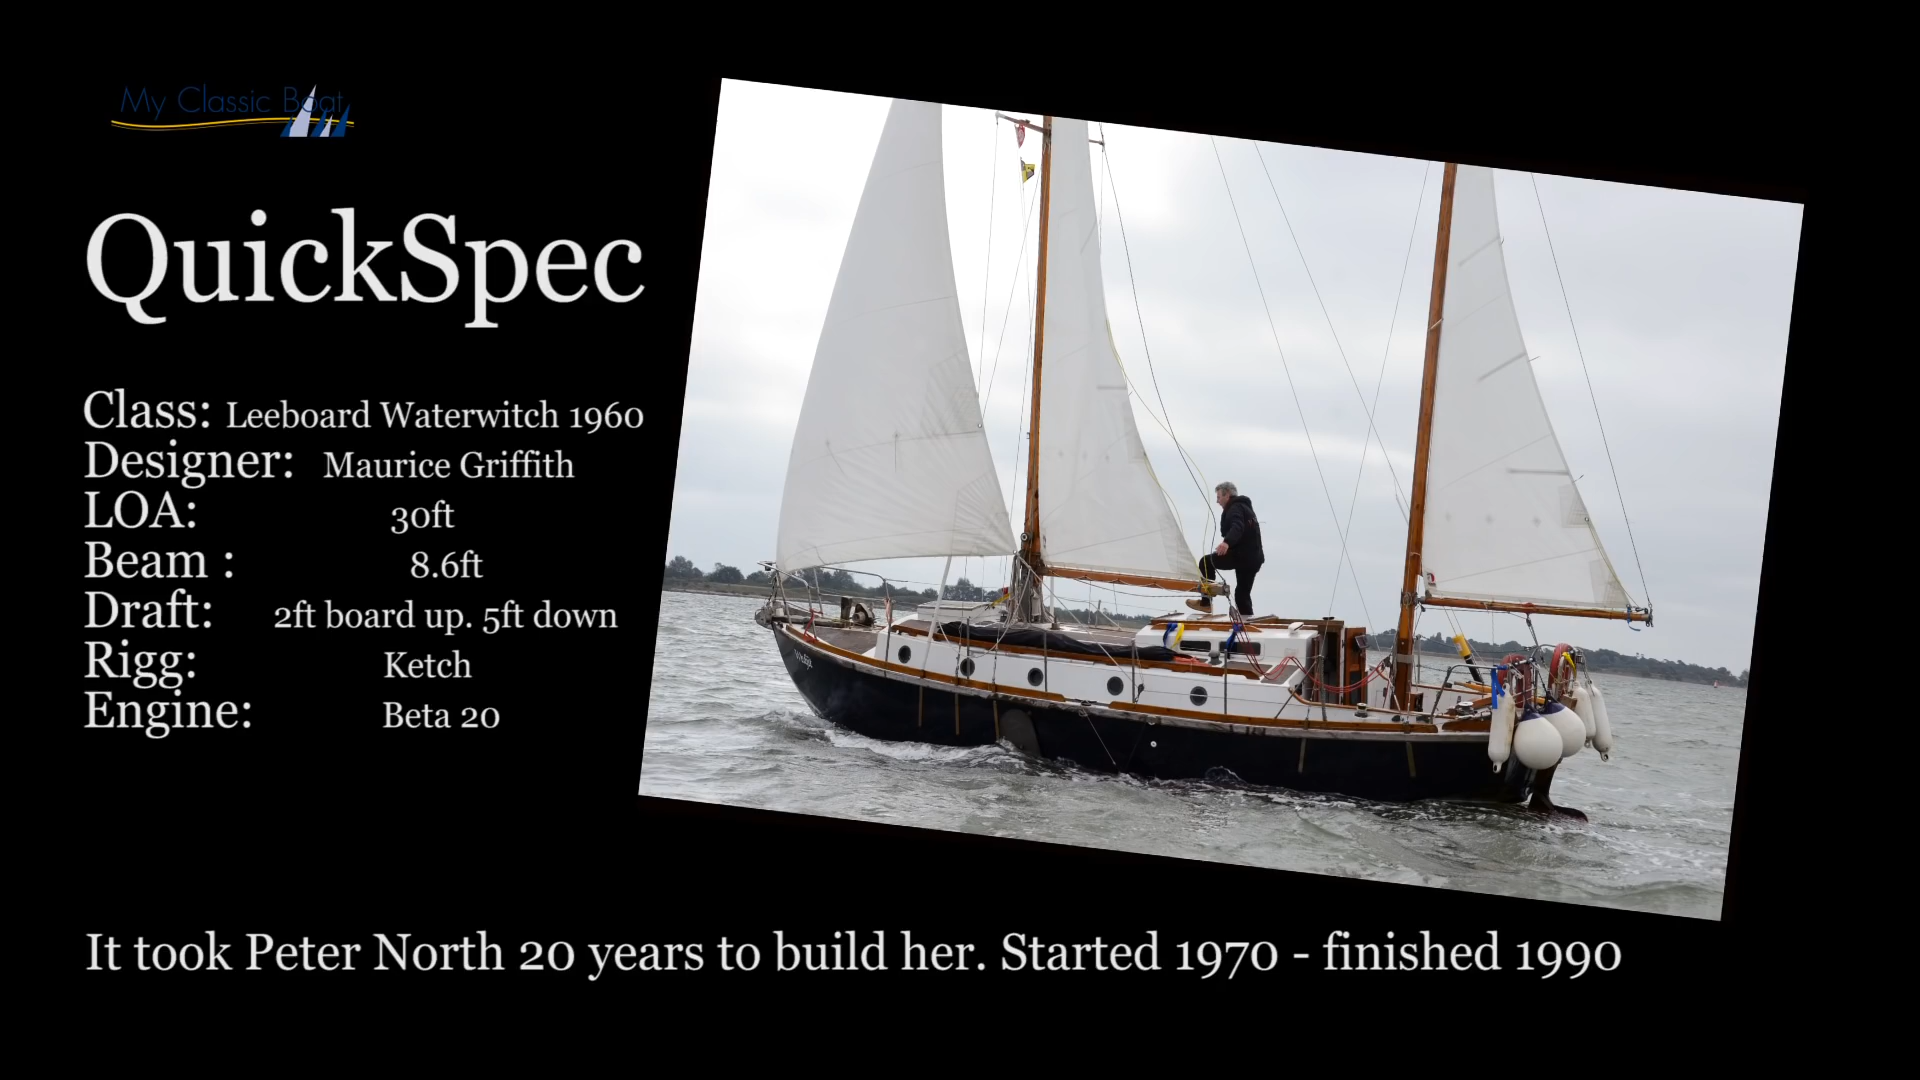 My Classic Boat
QuickSpec
Class: Leeboard Waterwitch 1960
Designer: Maurice Griffith
LOA: 30ft
Beam : 8.6ft
Draft: 2ft board up. 5ft down
Rigg: Ketch
Engine: Beta 20
It took Peter North 20 years to build her. Started 1970 - finished 1990